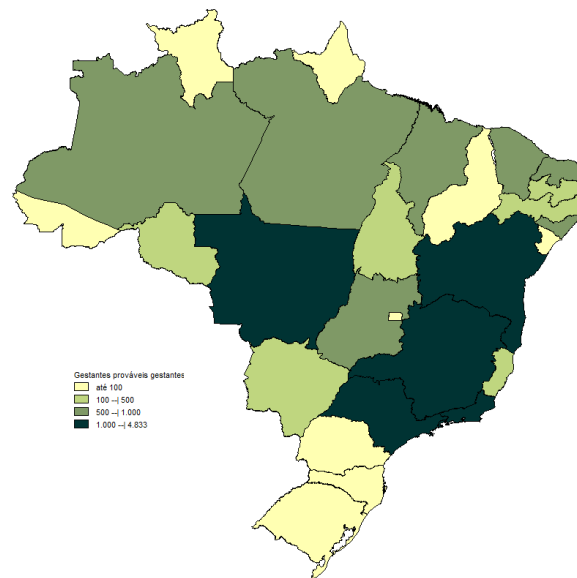 Gestantes prováveis gestantes
até 100
100 --| 500
500 --| 1.000
1.000 --| 4.833